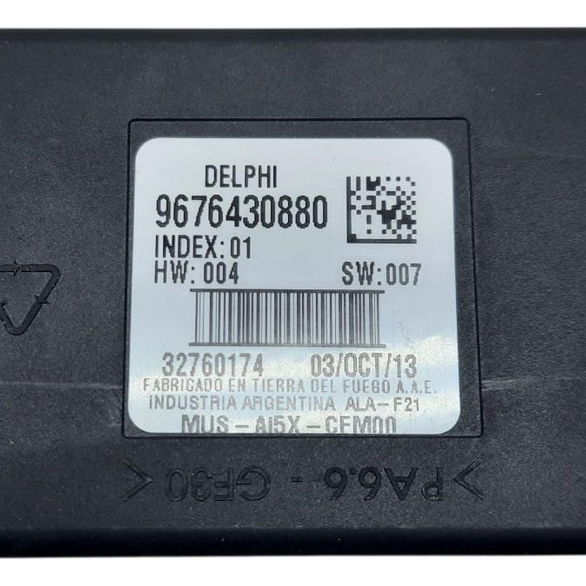 DELPHI
9676430880
INDEX:01
HW:004 SW:007
32760174 03/OCT/13
FABRICADO EN TIERRA DEL FUEGO A.A.E.
INDUSTRIA ARGENTINA ALA-F21
MUS-AI5X-CFM00
>PA6.6 - GF30<